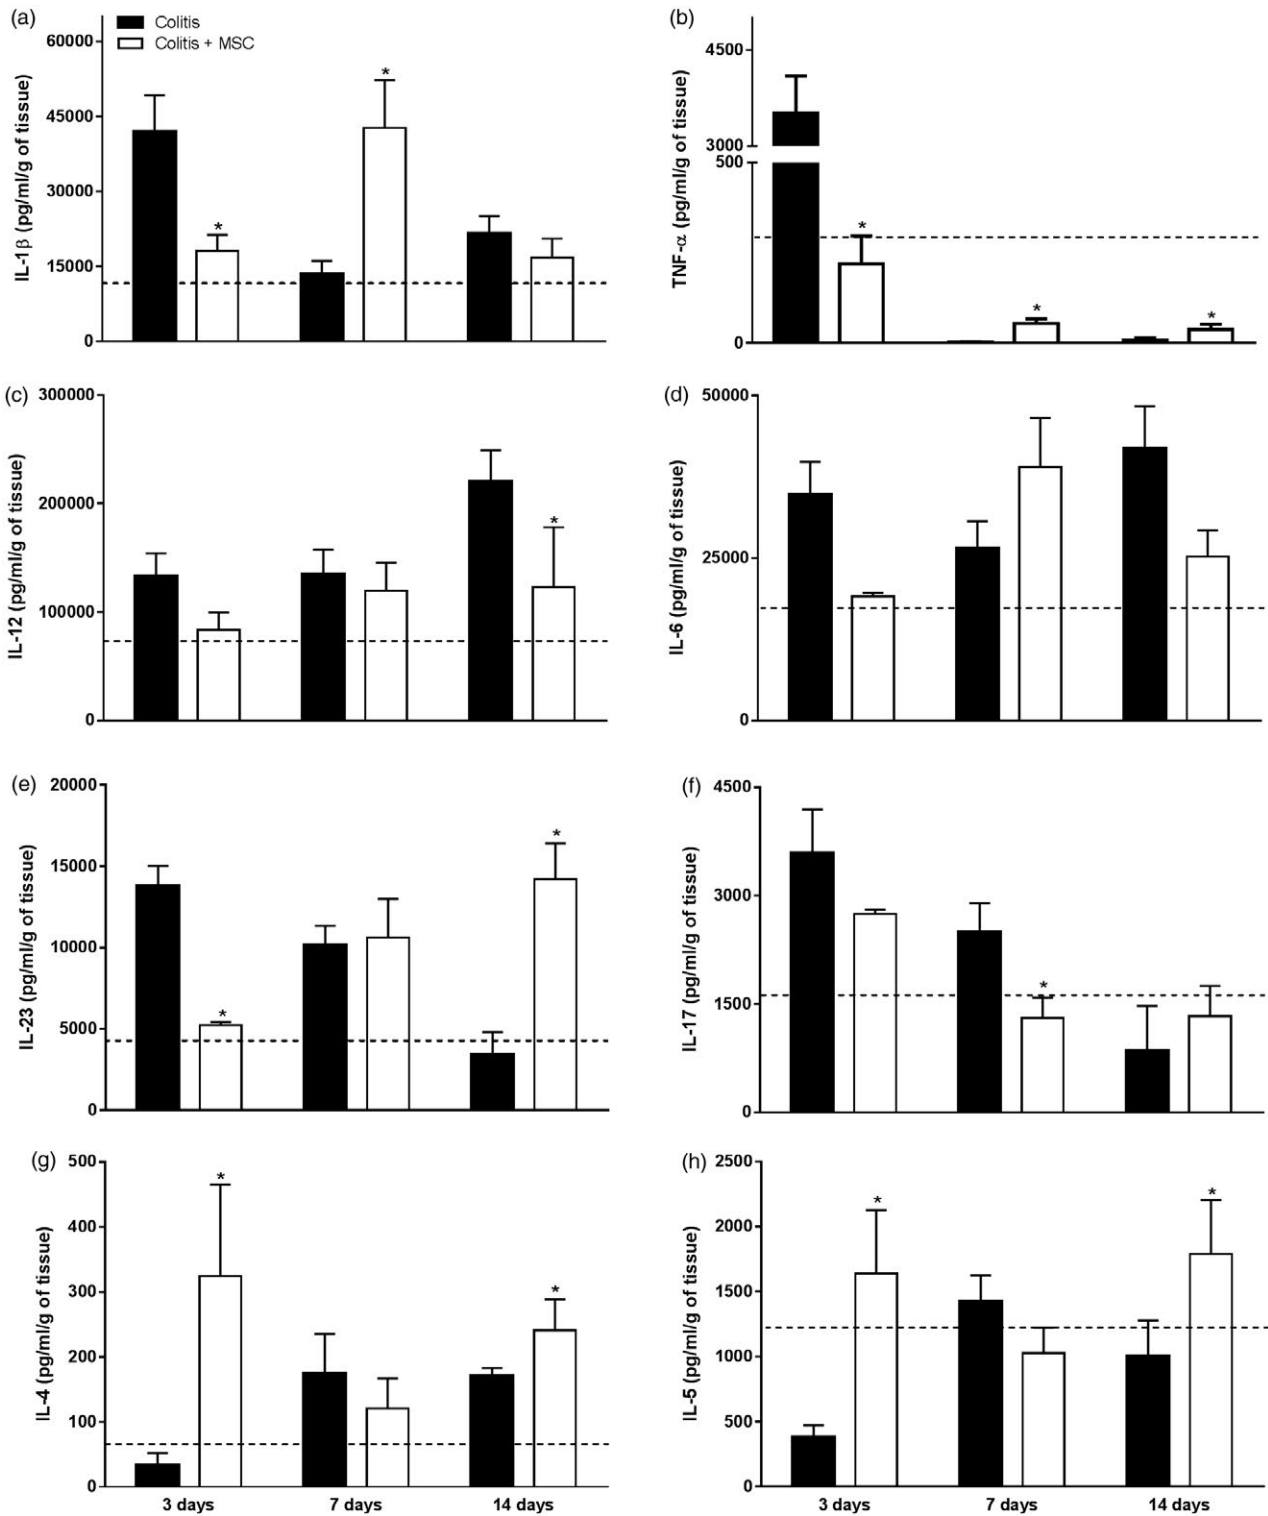 (a)
Colitis
Colitis + MSC
IL-1β (pg/ml/g of tissue)
60000
45000
30000
15000
0
*
*
(b)
TNF-α (pg/ml/g of tissue)
4500
3000
500
0
*
*
*
(c)
IL-12 (pg/ml/g of tissue)
300000
200000
100000
0
*
(d)
IL-6 (pg/ml/g of tissue)
50000
25000
0
(e)
IL-23 (pg/ml/g of tissue)
20000
15000
10000
5000
0
*
*
(f)
IL-17 (pg/ml/g of tissue)
4500
3000
1500
0
*
(g)
IL-4 (pg/ml/g of tissue)
500
400
300
200
100
0
*
*
3 days
7 days
14 days
(h)
IL-5 (pg/ml/g of tissue)
2500
2000
1500
1000
500
0
*
*
3 days
7 days
14 days